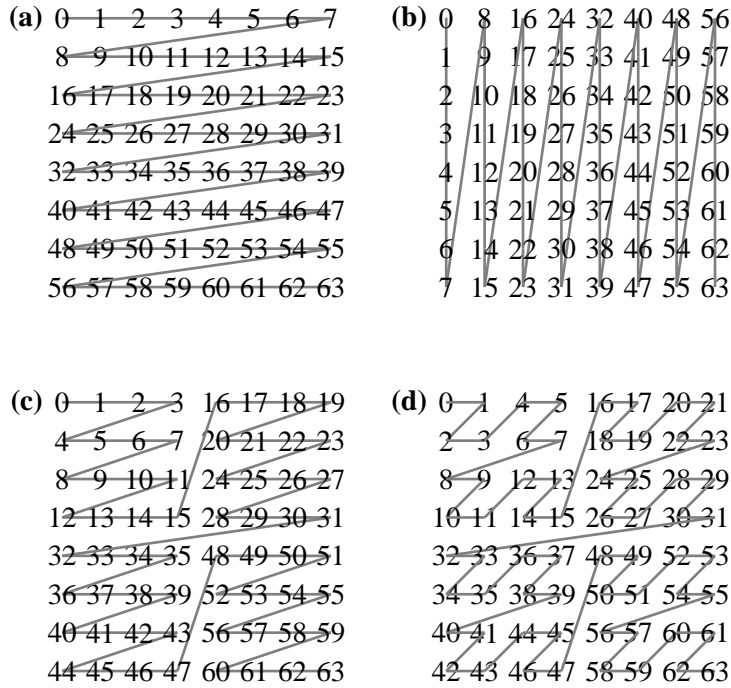 (a) 0 1 2 3 4 5 6 7
8 9 10 11 12 13 14 15
16 17 18 19 20 21 22 23
24 25 26 27 28 29 30 31
32 33 34 35 36 37 38 39
40 41 42 43 44 45 46 47
48 49 50 51 52 53 54 55
56 57 58 59 60 61 62 63
(b) 0 8 16 24 32 40 48 56
1 9 17 25 33 41 49 57
2 10 18 26 34 42 50 58
3 11 19 27 35 43 51 59
4 12 20 28 36 44 52 60
5 13 21 29 37 45 53 61
6 14 22 30 38 46 54 62
7 15 23 31 39 47 55 63
(c) 0 1 2 3 16 17 18 19
4 5 6 7 20 21 22 23
8 9 10 11 24 25 26 27
12 13 14 15 28 29 30 31
32 33 34 35 48 49 50 51
36 37 38 39 52 53 54 55
40 41 42 43 56 57 58 59
44 45 46 47 60 61 62 63
(d) 0 1 4 5 16 17 20 21
2 3 6 7 18 19 22 23
8 9 12 13 24 25 28 29
10 11 14 15 26 27 30 31
32 33 36 37 48 49 52 53
34 35 38 39 50 51 54 55
40 41 44 45 56 57 60 61
42 43 46 47 58 59 62 63